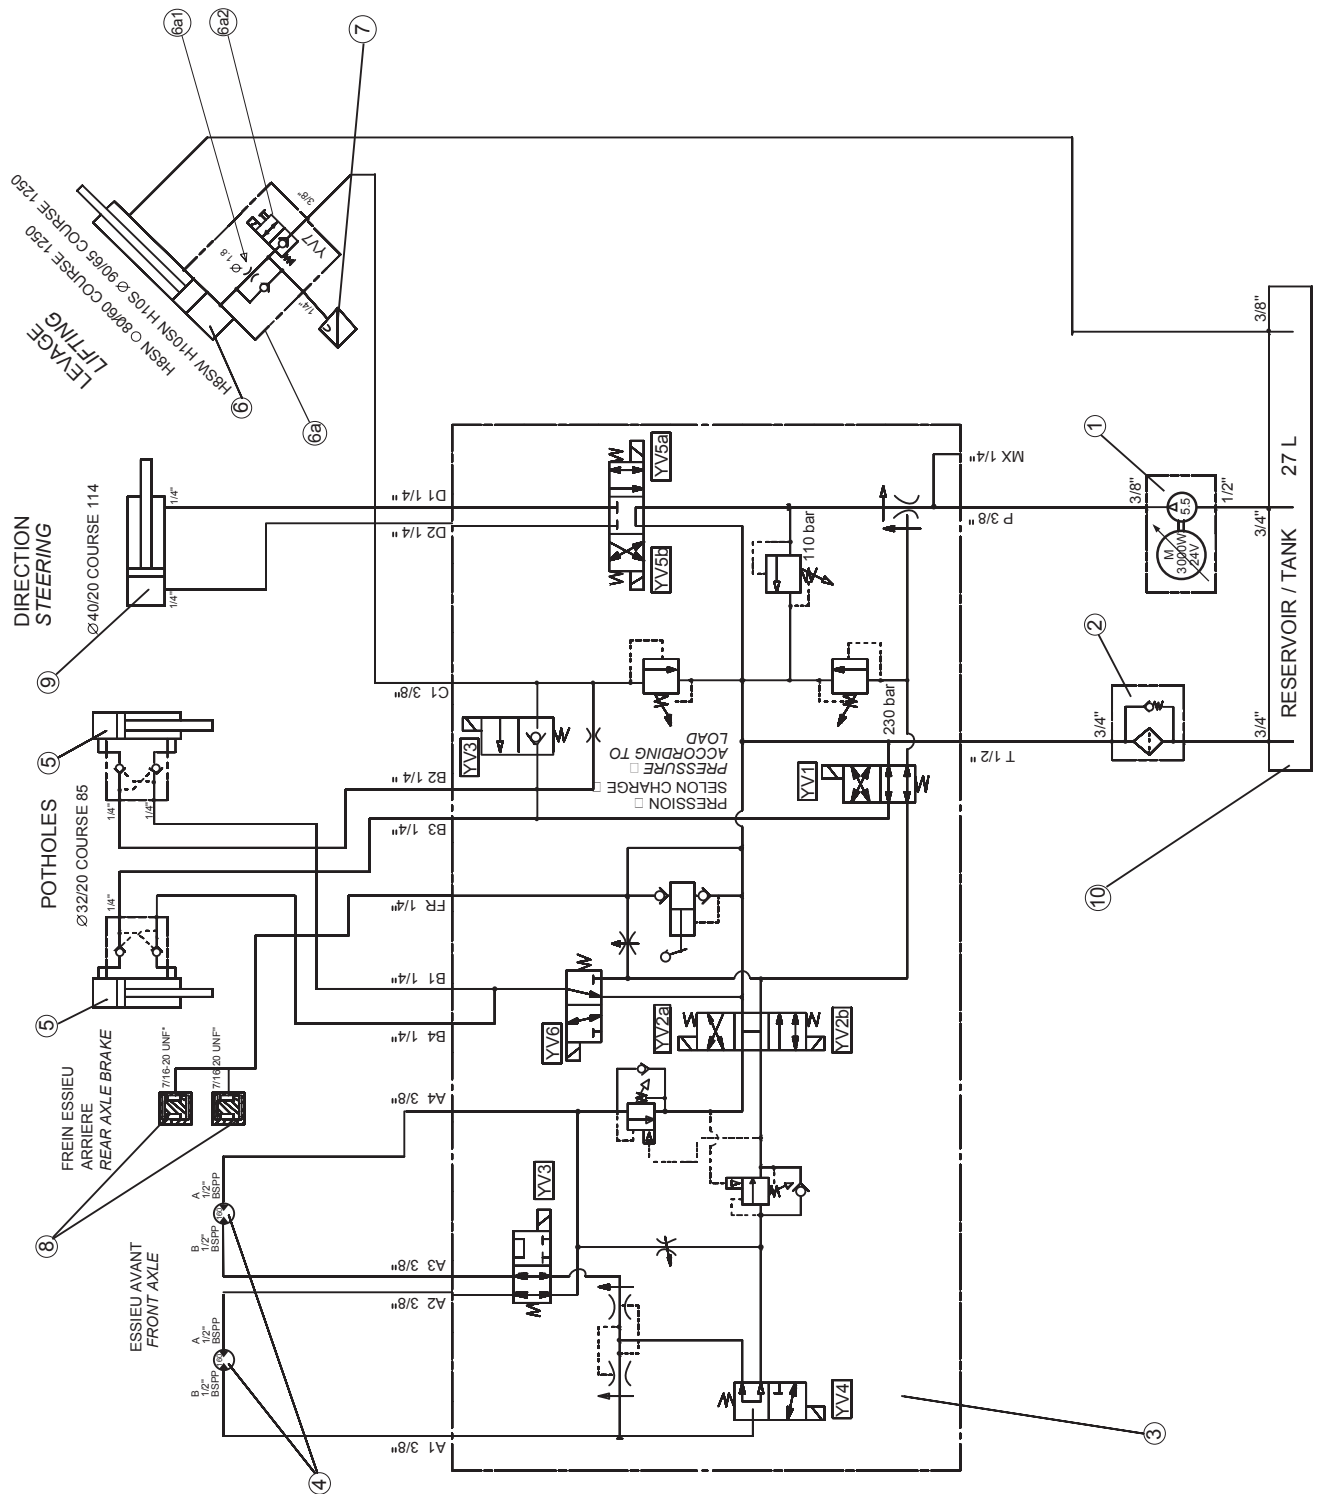 6a1
6a2
7
LEVAGE
LIFTING
H8SN ∅ 80/60 COURSE 1250
H8SW H10SN H10S ∅ 90/65 COURSE 1250
∅ 1.8
YV7
3/8"
1/4"
6
6a
DIRECTION
STEERING
∅40/20 COURSE 114
1/4"
1/4"
9
POTHOLES
∅32/20 COURSE 85
5
1/4"
1/4"
1/4"
5
FREIN ESSIEU
ARRIERE
REAR AXLE BRAKE
7/16-20 UNF"
7/16-20 UNF"
8
ESSIEU AVANT
FRONT AXLE
A
1/2"
BSPP
B
1/2"
BSPP
160
A
1/2"
BSPP
B
1/2"
BSPP
160
4
D1 1/4"
D2 1/4"
C1 3/8"
B2 1/4"
B3 1/4"
FR 1/4"
B1 1/4"
B4 1/4"
A4 3/8"
A3 3/8"
A2 3/8"
A1 3/8"
YV5a
YV5b
YV3
110 bar
230 bar
PRESSION
SELON CHARGE
PRESSURE
ACCORDING TO
LOAD
YV1
YV6
YV2a
YV2b
YV3
YV4
3
MX 1/4"
P 3/8"
T 1/2"
1
3/8"
5.5
M
3000W
24V
1/2"
3/4"
2
3/4"
3/4"
3/8"
RESERVOIR / TANK 27 L
10